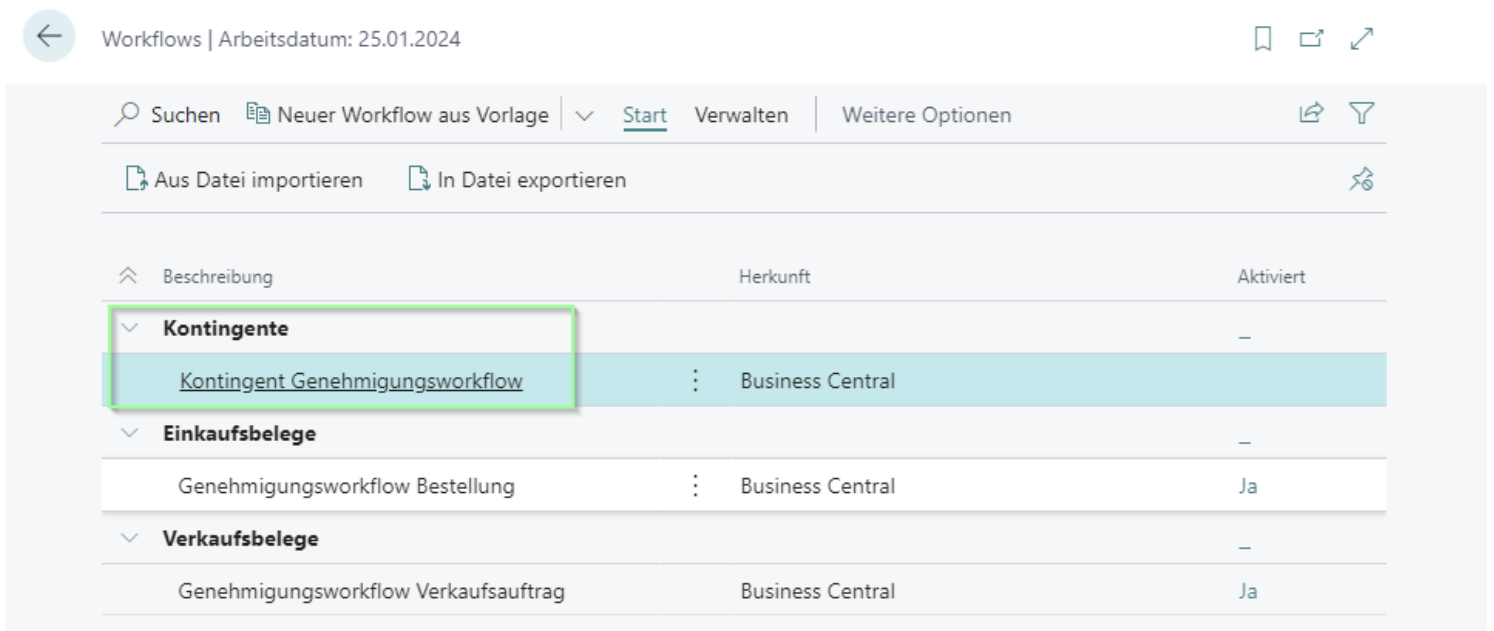 Workflows | Arbeitsdatum: 25.01.2024
Suchen Neuer Workflow aus Vorlage Start Verwalten Weitere Optionen
Aus Datei importieren In Datei exportieren
Beschreibung Herkunft Aktiviert
Kontingente _
Kontingent Genehmigungsworkflow Business Central
Einkaufsbelege _
Genehmigungsworkflow Bestellung Business Central Ja
Verkaufsbelege _
Genehmigungsworkflow Verkaufsauftrag Business Central Ja